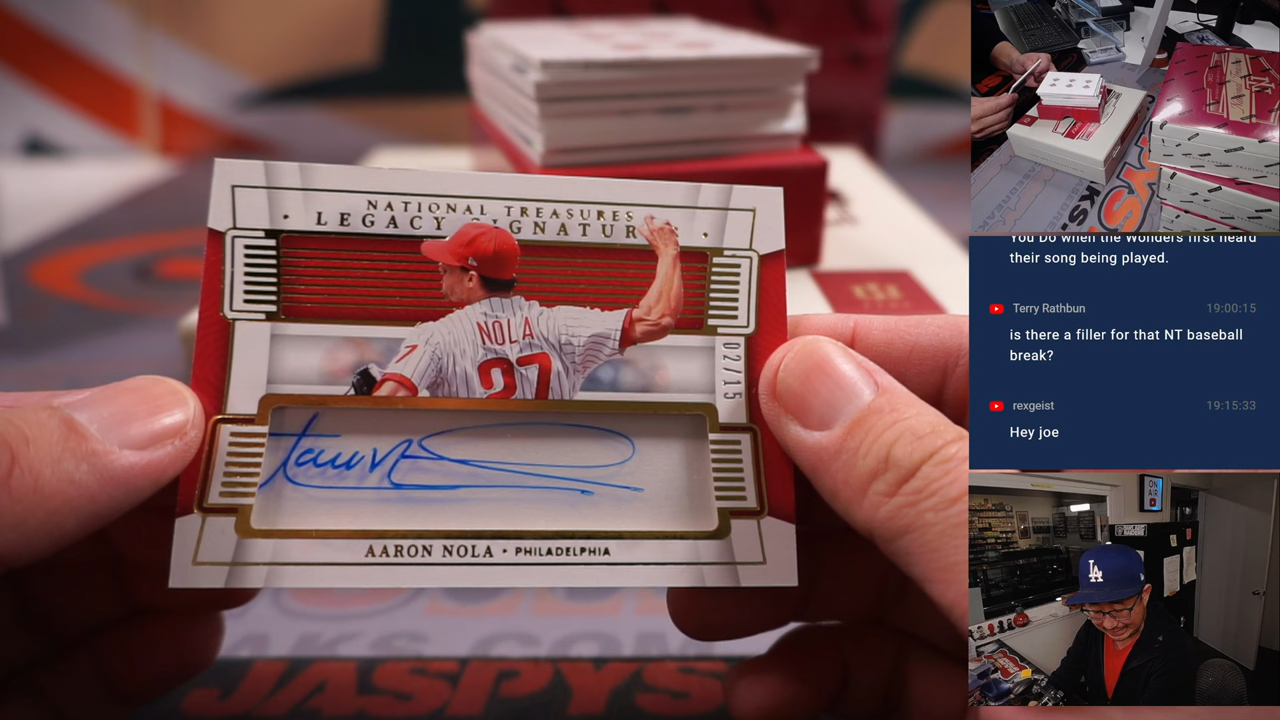 NATIONAL TREASURES
LEGACY SIGNATUR
NOLA
27
7
02/15
AARON NOLA • PHILADELPHIA
JASPYS
You Do when the Wonders first heard
their song being played.
Terry Rathbun 19:00:15
is there a filler for that NT baseball
break?
rexgeist 19:15:33
Hey joe
ON
AIR
LA